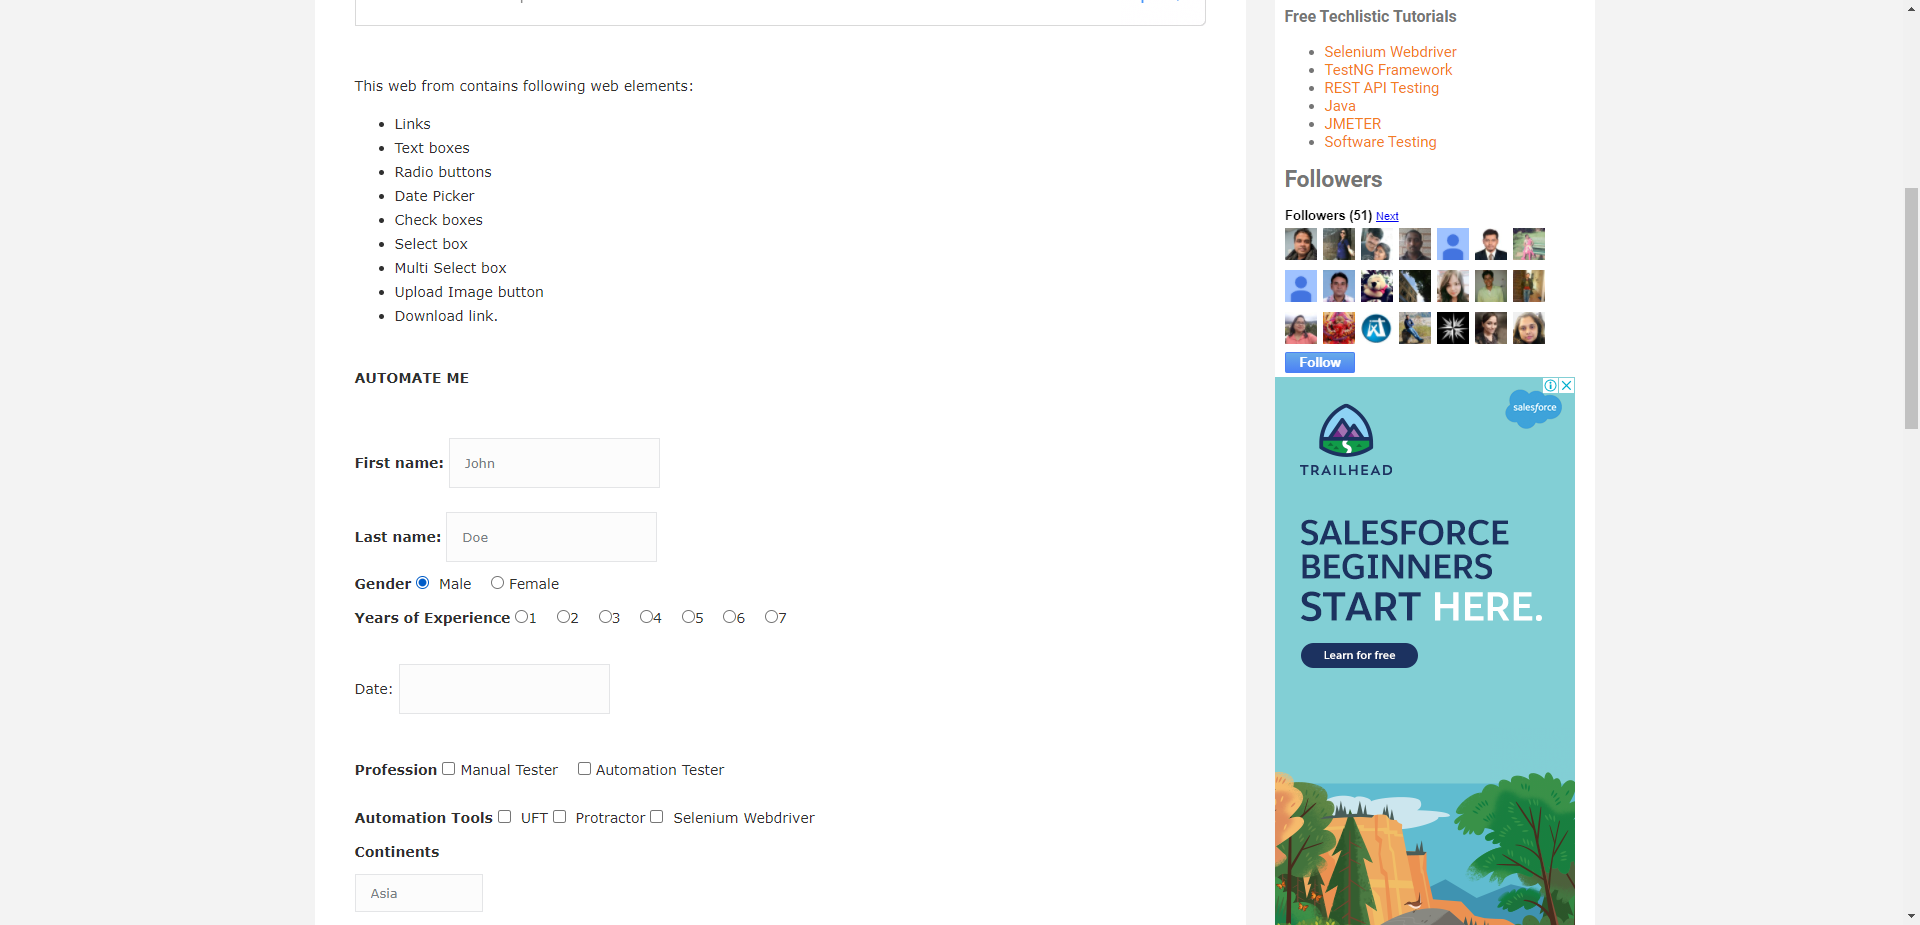 This web from contains following web elements:
Links
Text boxes
Radio buttons
Date Picker
Check boxes
Select box
Multi Select box
Upload Image button
Download link.
AUTOMATE ME
First name: John
Last name: Doe
Gender Male Female
Years of Experience 1 2 3 4 5 6 7
Date:
Profession Manual Tester Automation Tester
Automation Tools UFT Protractor Selenium Webdriver
Continents
Asia
Free Techlistic Tutorials
Selenium Webdriver
TestNG Framework
REST API Testing
Java
JMETER
Software Testing
Followers
Followers (51) Next
Follow
salesforce
TRAILHEAD
SALESFORCE
BEGINNERS
START HERE.
Learn for free